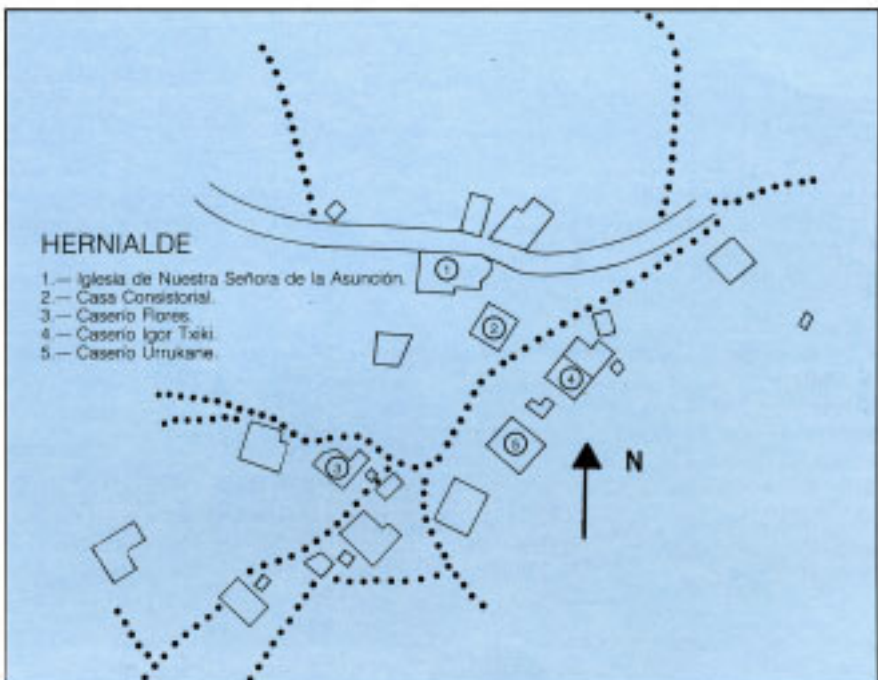 HERNIALDE
1.— Iglesia de Nuestra Señora de la Asunción.
2.— Casa Consistorial.
3.— Caserío Flores.
4.— Caserío Igor Txiki.
5.— Caserío Urrukane.
1
2
4
5
3
N